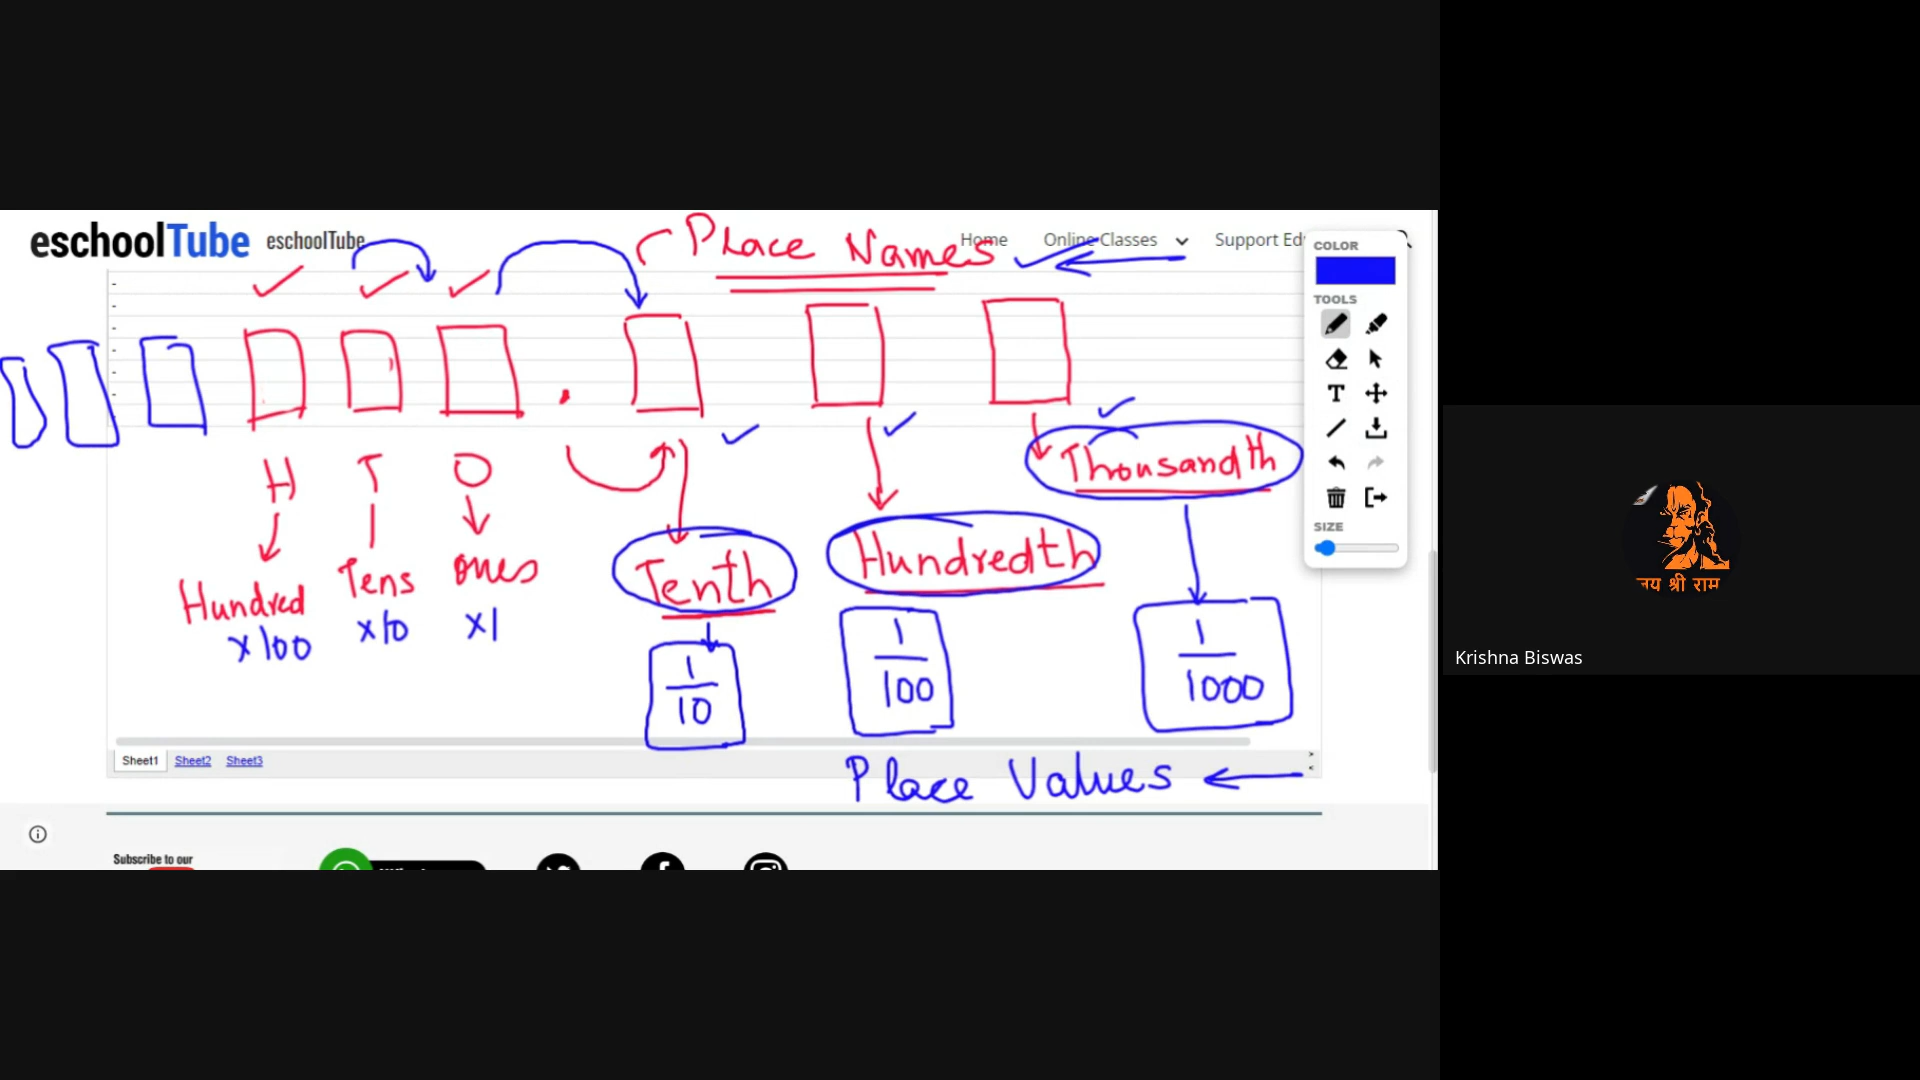 eschoolTube eschoolTube
Place Names
Home Online Classes Support Ed
COLOR
TOOLS
T
SIZE
H T O
Hundred Tens ones Tenth Hundredth Thousandth
x100 x10 x1
1/10 1/100 1/1000
Sheet1 Sheet2 Sheet3
Place Values
Subscribe to our
जय श्री राम
Krishna Biswas